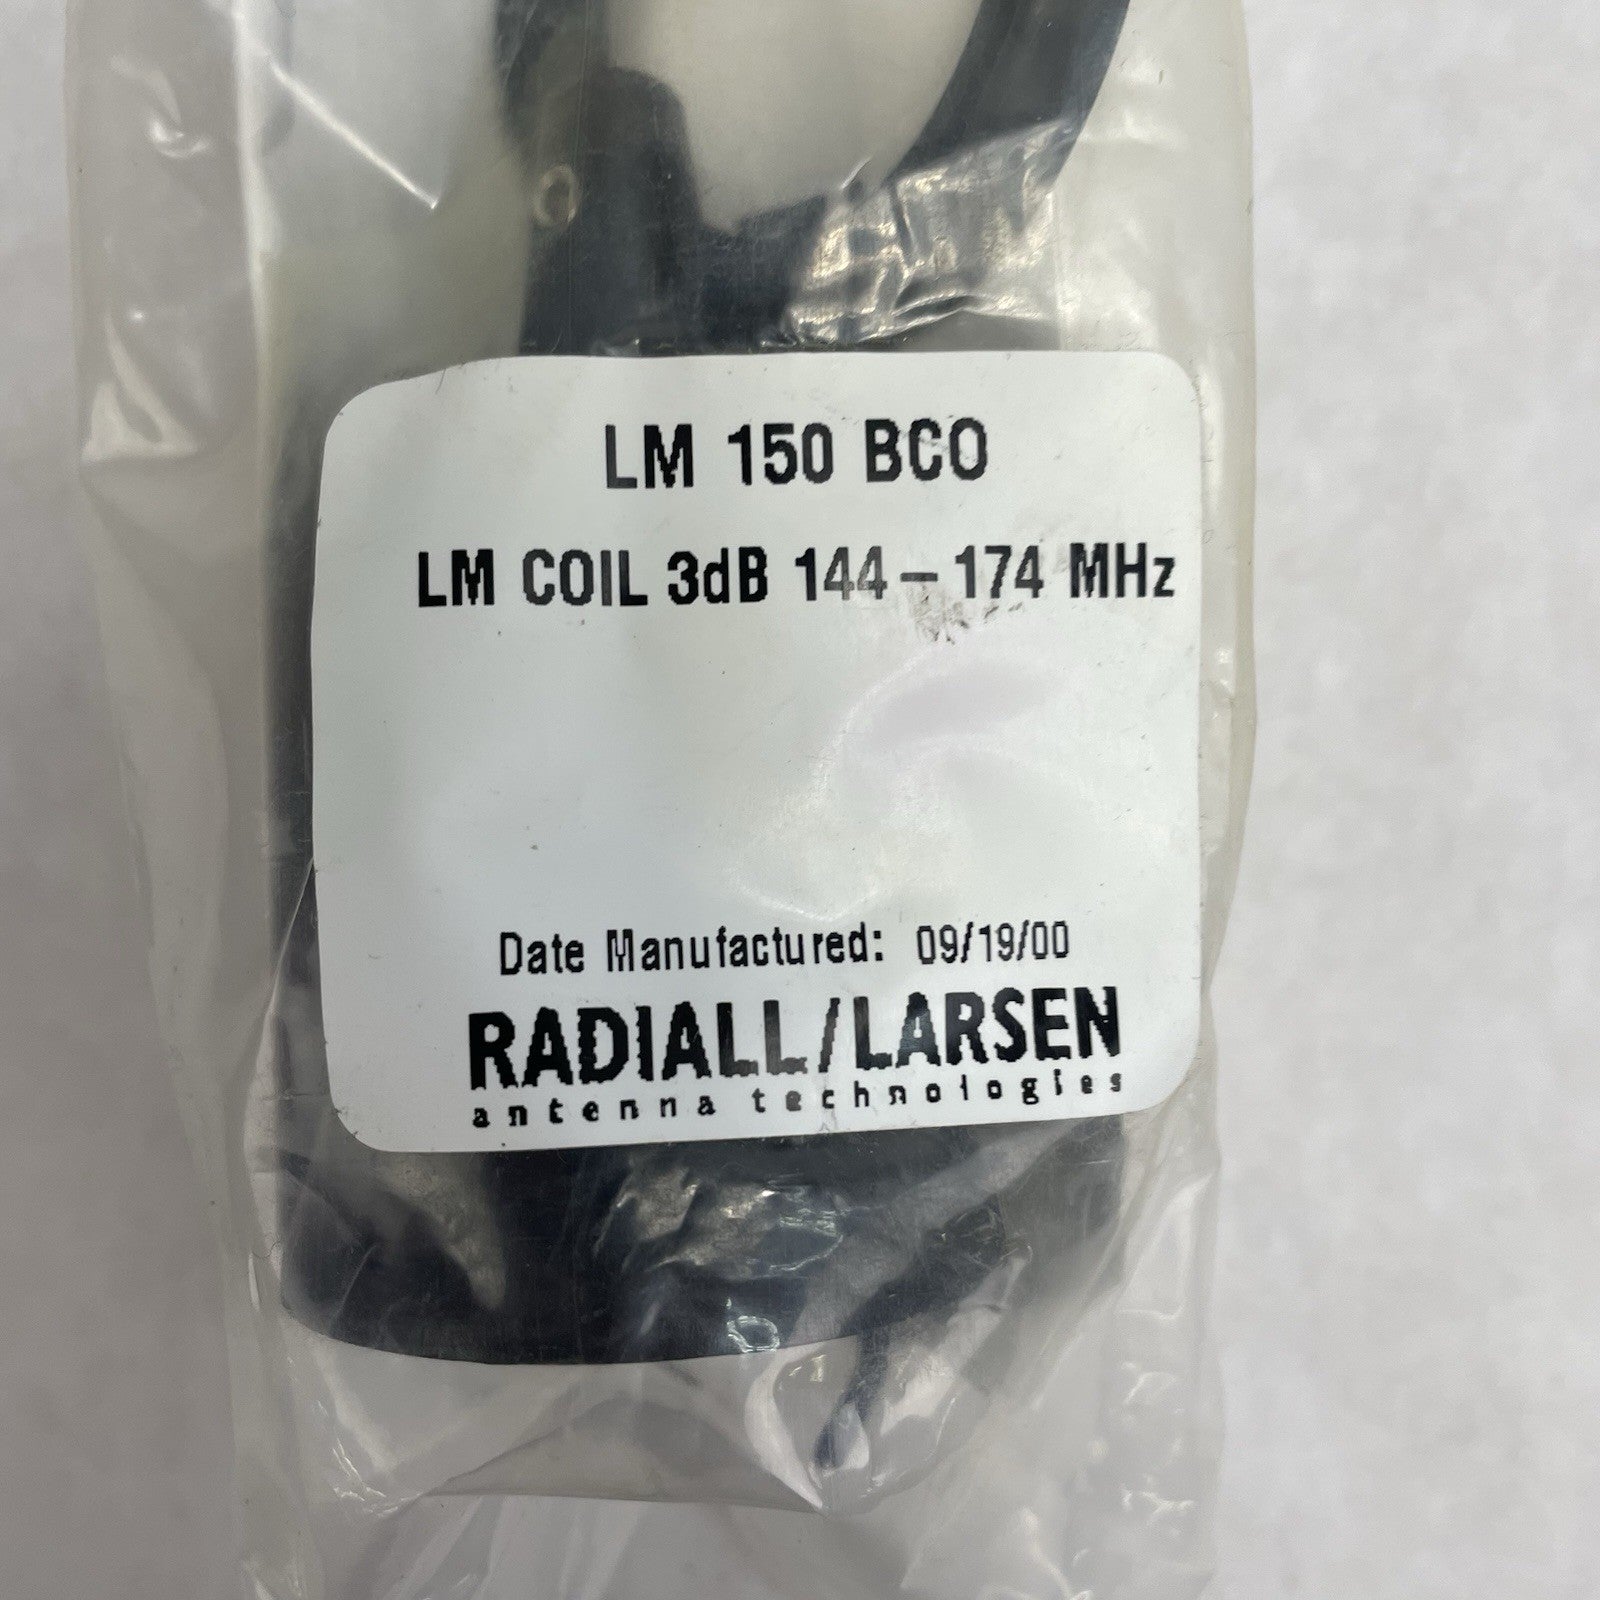 LM 150 BCO
LM COIL 3dB 144-174 MHz
Date Manufactured: 09/19/00
RADIALL/LARSEN
antenna technologies